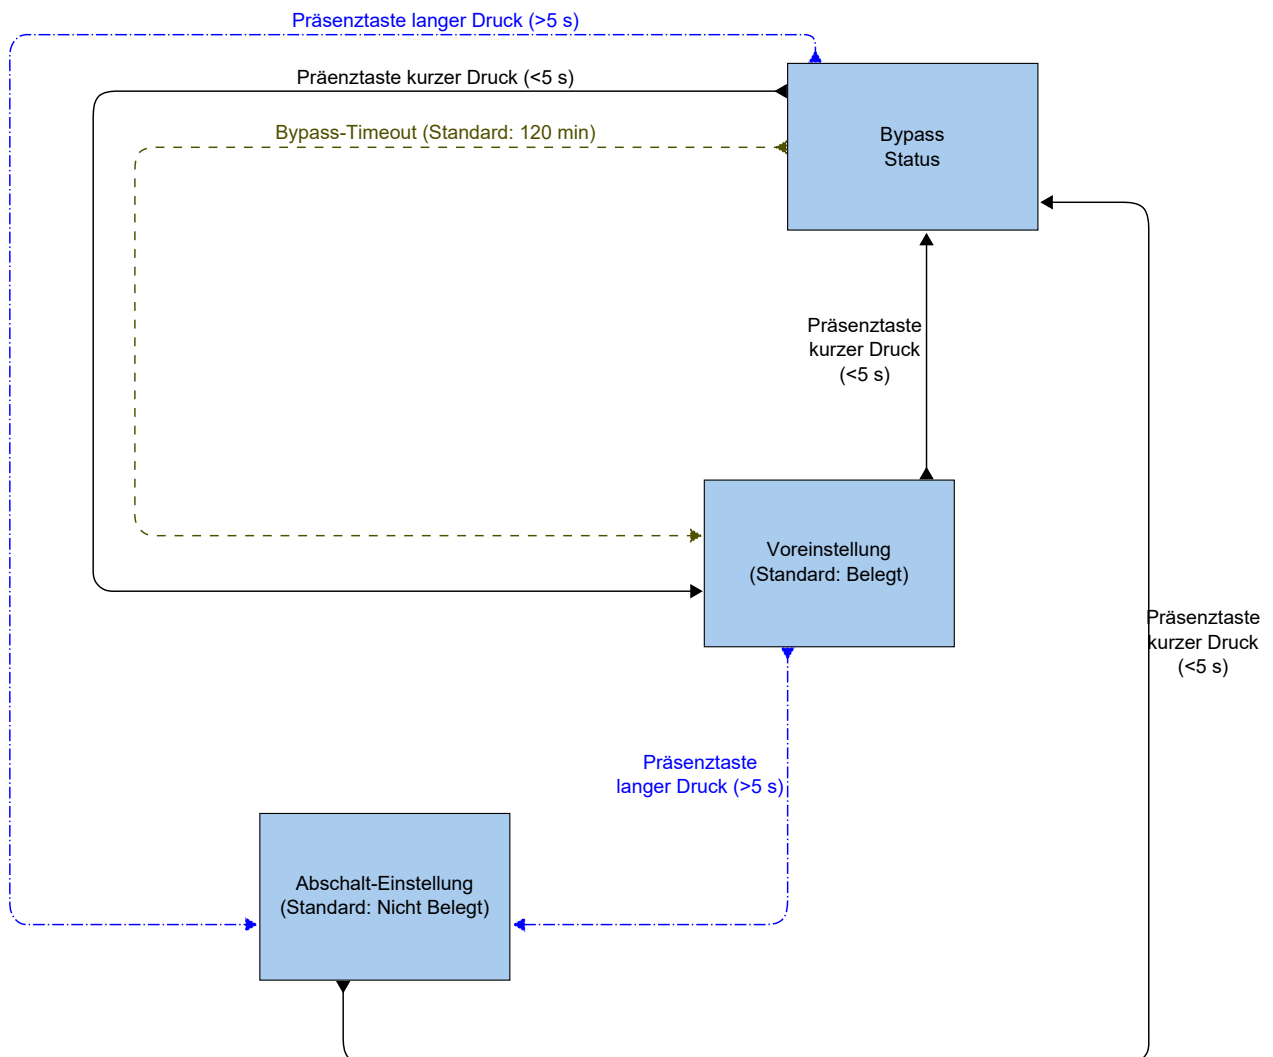 Präsenztaste langer Druck (>5 s)
Präenztaste kurzer Druck (<5 s)
Bypass-Timeout (Standard: 120 min)
Bypass
Status
Präsenztaste
kurzer Druck
(<5 s)
Voreinstellung
(Standard: Belegt)
Präsenztaste
kurzer Druck
(<5 s)
Präsenztaste
langer Druck (>5 s)
Abschalt-Einstellung
(Standard: Nicht Belegt)